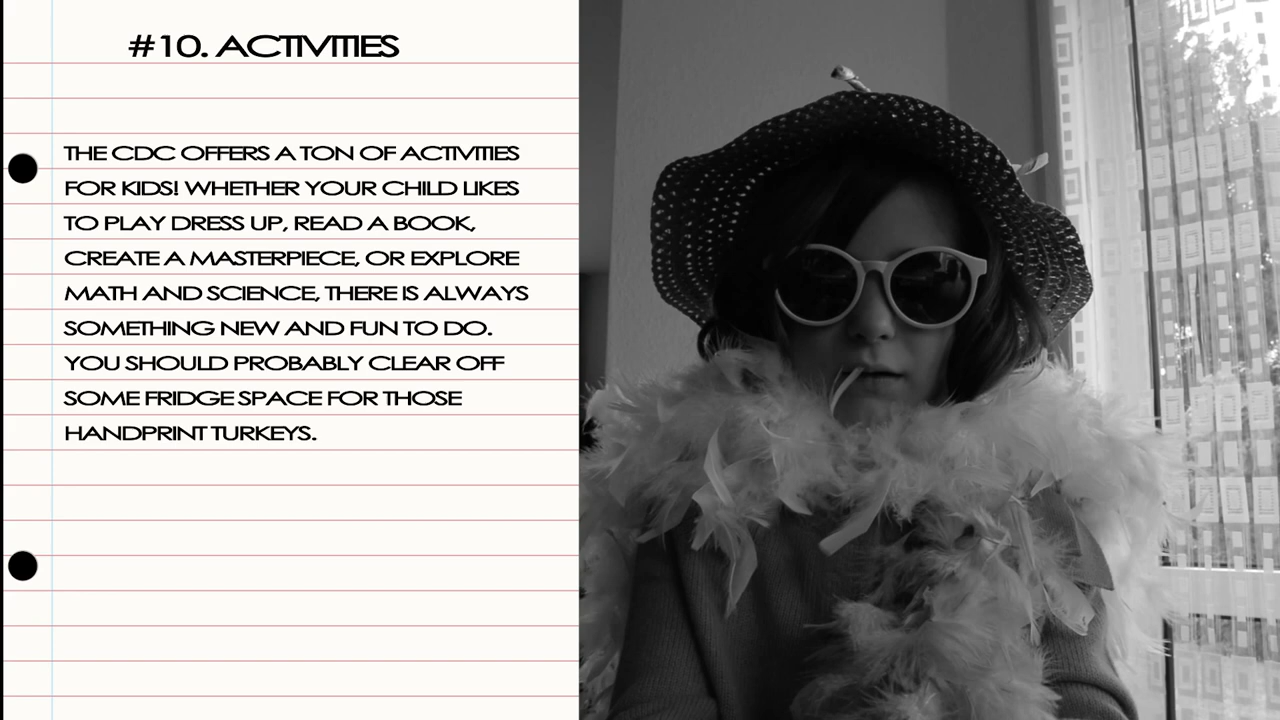 #10. ACTIVITIES
THE CDC OFFERS A TON OF ACTIVITIES
FOR KIDS! WHETHER YOUR CHILD LIKES
TO PLAY DRESS UP, READ A BOOK,
CREATE A MASTERPIECE, OR EXPLORE
MATH AND SCIENCE, THERE IS ALWAYS
SOMETHING NEW AND FUN TO DO.
YOU SHOULD PROBABLY CLEAR OFF
SOME FRIDGE SPACE FOR THOSE
HANDPRINT TURKEYS.